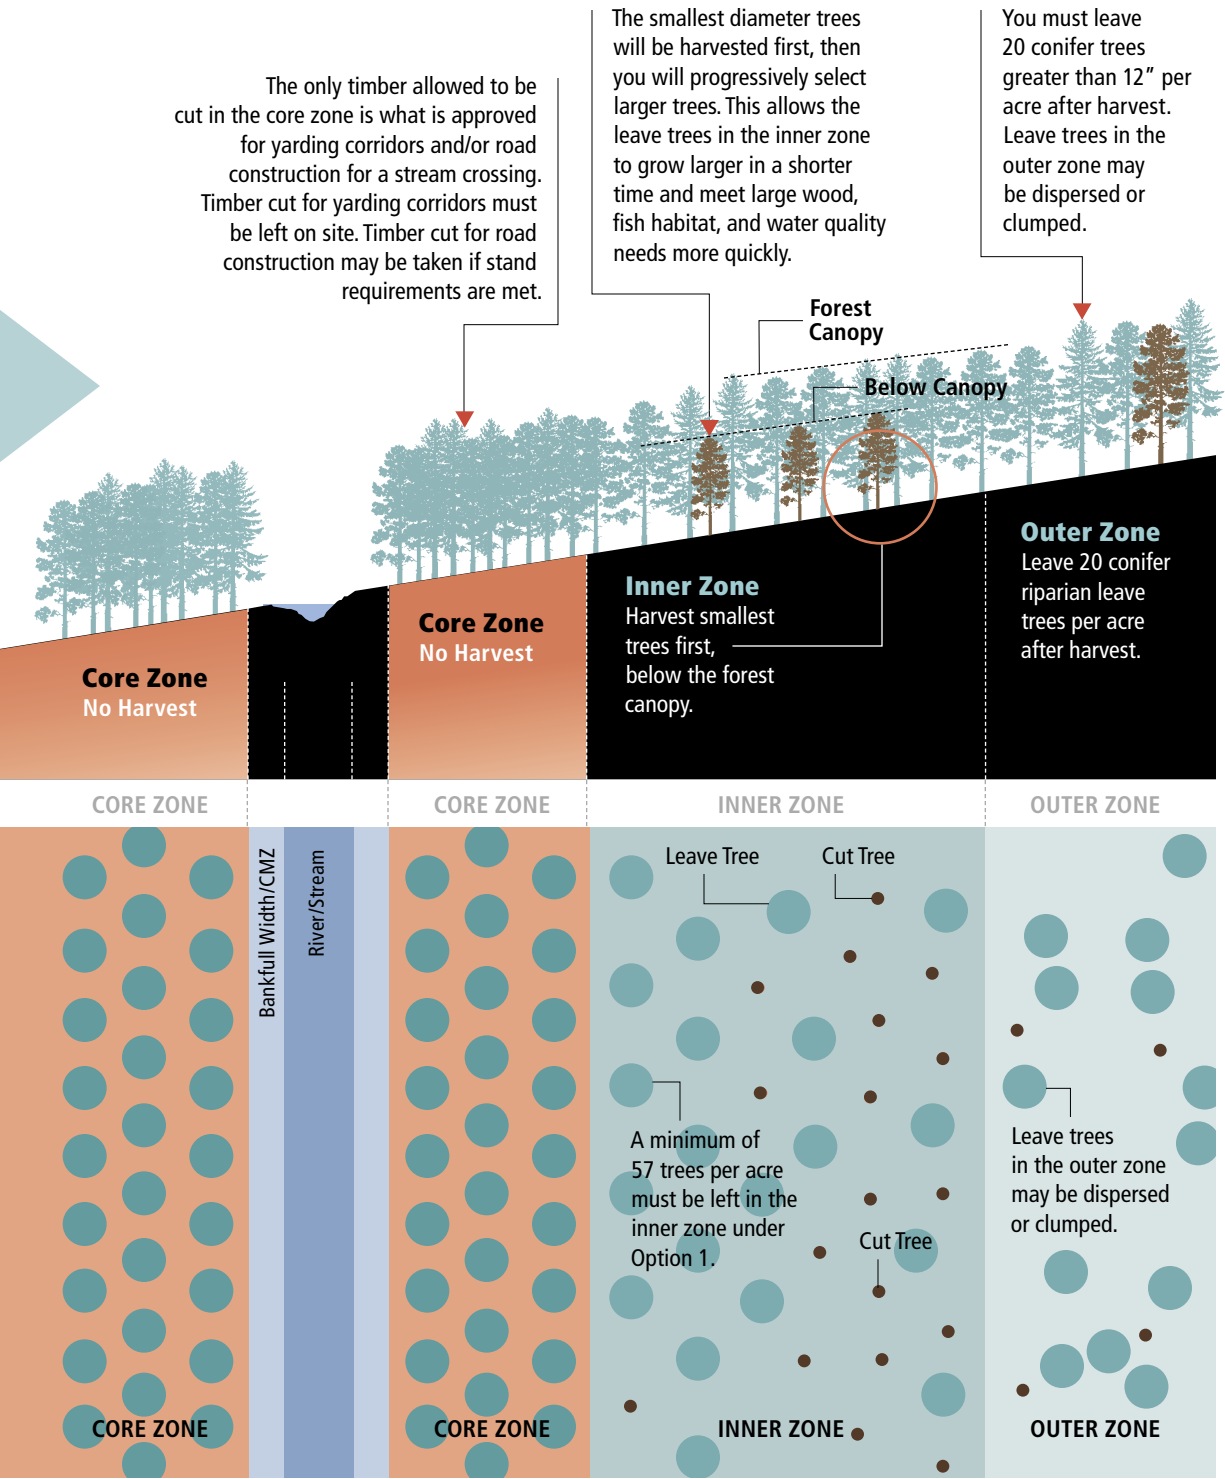 The only timber allowed to be
cut in the core zone is what is approved
for yarding corridors and/or road
construction for a stream crossing.
Timber cut for yarding corridors must
be left on site. Timber cut for road
construction may be taken if stand
requirements are met.
The smallest diameter trees
will be harvested first, then
you will progressively select
larger trees. This allows the
leave trees in the inner zone
to grow larger in a shorter
time and meet large wood,
fish habitat, and water quality
needs more quickly.
You must leave
20 conifer trees
greater than 12” per
acre after harvest.
Leave trees in the
outer zone may
be dispersed or
clumped.
Forest
Canopy
Below Canopy
Core Zone
No Harvest
Core Zone
No Harvest
Inner Zone
Harvest smallest
trees first,
below the forest
canopy.
Outer Zone
Leave 20 conifer
riparian leave
trees per acre
after harvest.
CORE ZONE
CORE ZONE
INNER ZONE
OUTER ZONE
Bankfull Width/CMZ
River/Stream
Leave Tree
Cut Tree
A minimum of
57 trees per acre
must be left in the
inner zone under
Option 1.
Cut Tree
Leave trees
in the outer zone
may be dispersed
or clumped.
CORE ZONE
CORE ZONE
INNER ZONE
OUTER ZONE